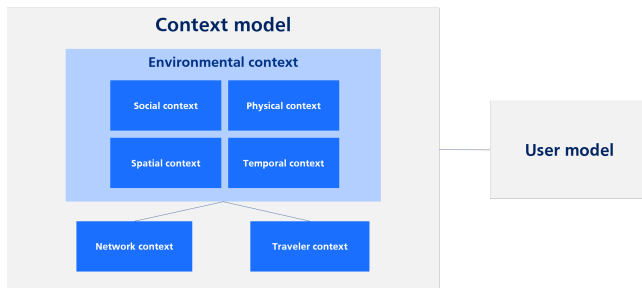 Context model
Environmental context
Social context
Physical context
Spatial context
Temporal context
User model
Network context
Traveler context